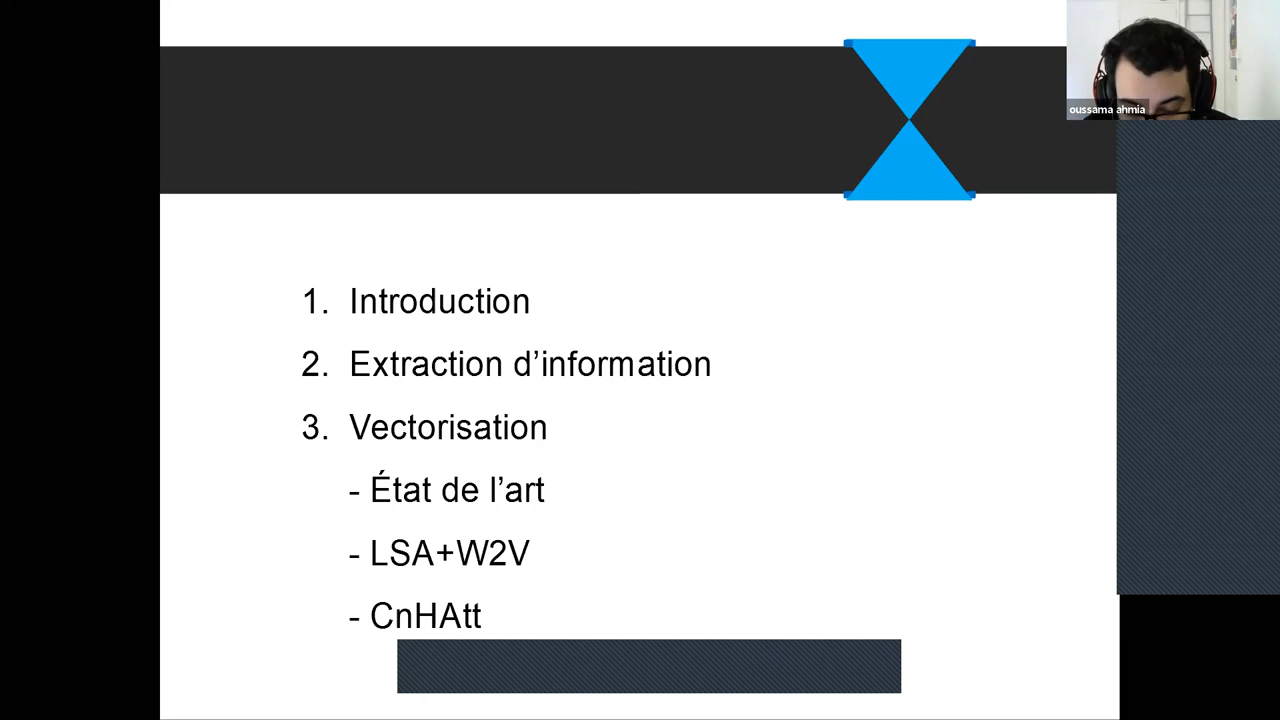 oussama ahmia
1. Introduction
2. Extraction d’information
3. Vectorisation
- État de l’art
- LSA+W2V
- CnHAtt